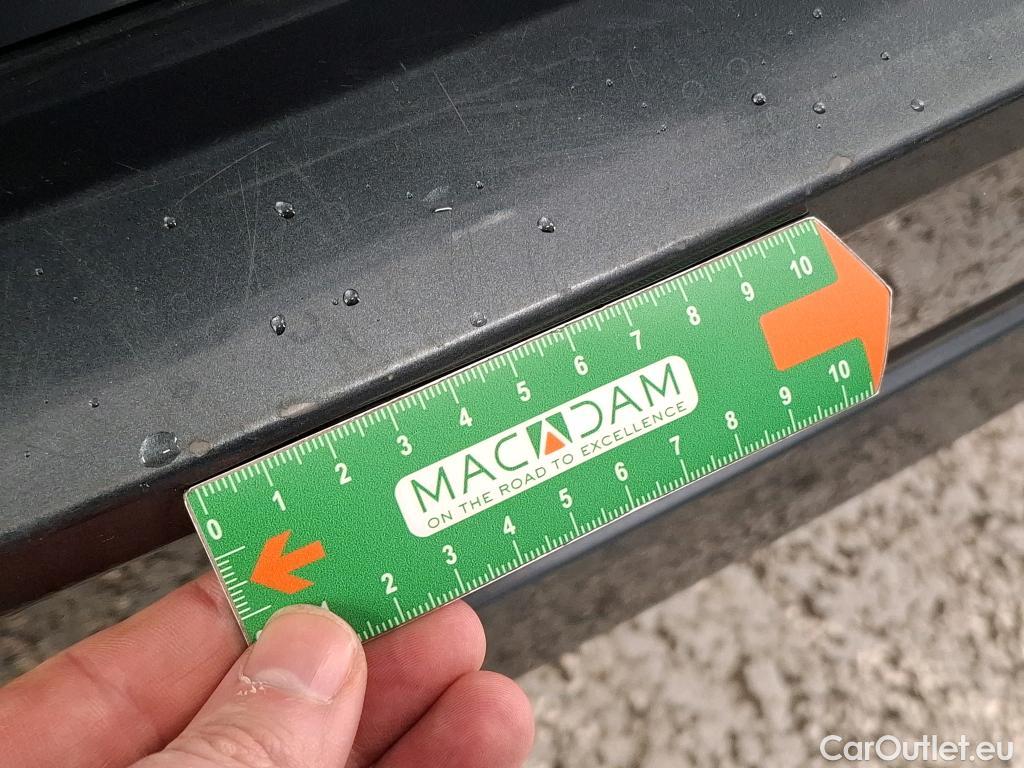 0 1 2 3 4 5 6 7 8 9 10
MACADAM
ON THE ROAD TO EXCELLENCE
2 3 4 5 6 7 8 9 10
CarOutlet.eu